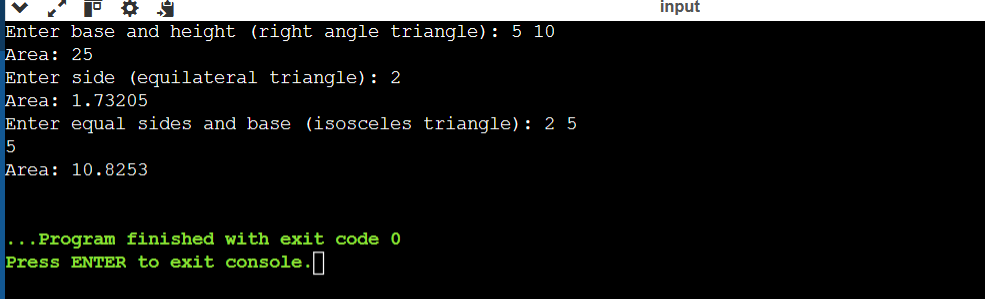 input
Enter base and height (right angle triangle): 5 10
Area: 25
Enter side (equilateral triangle): 2
Area: 1.73205
Enter equal sides and base (isosceles triangle): 2 5
5
Area: 10.8253
...Program finished with exit code 0
Press ENTER to exit console.